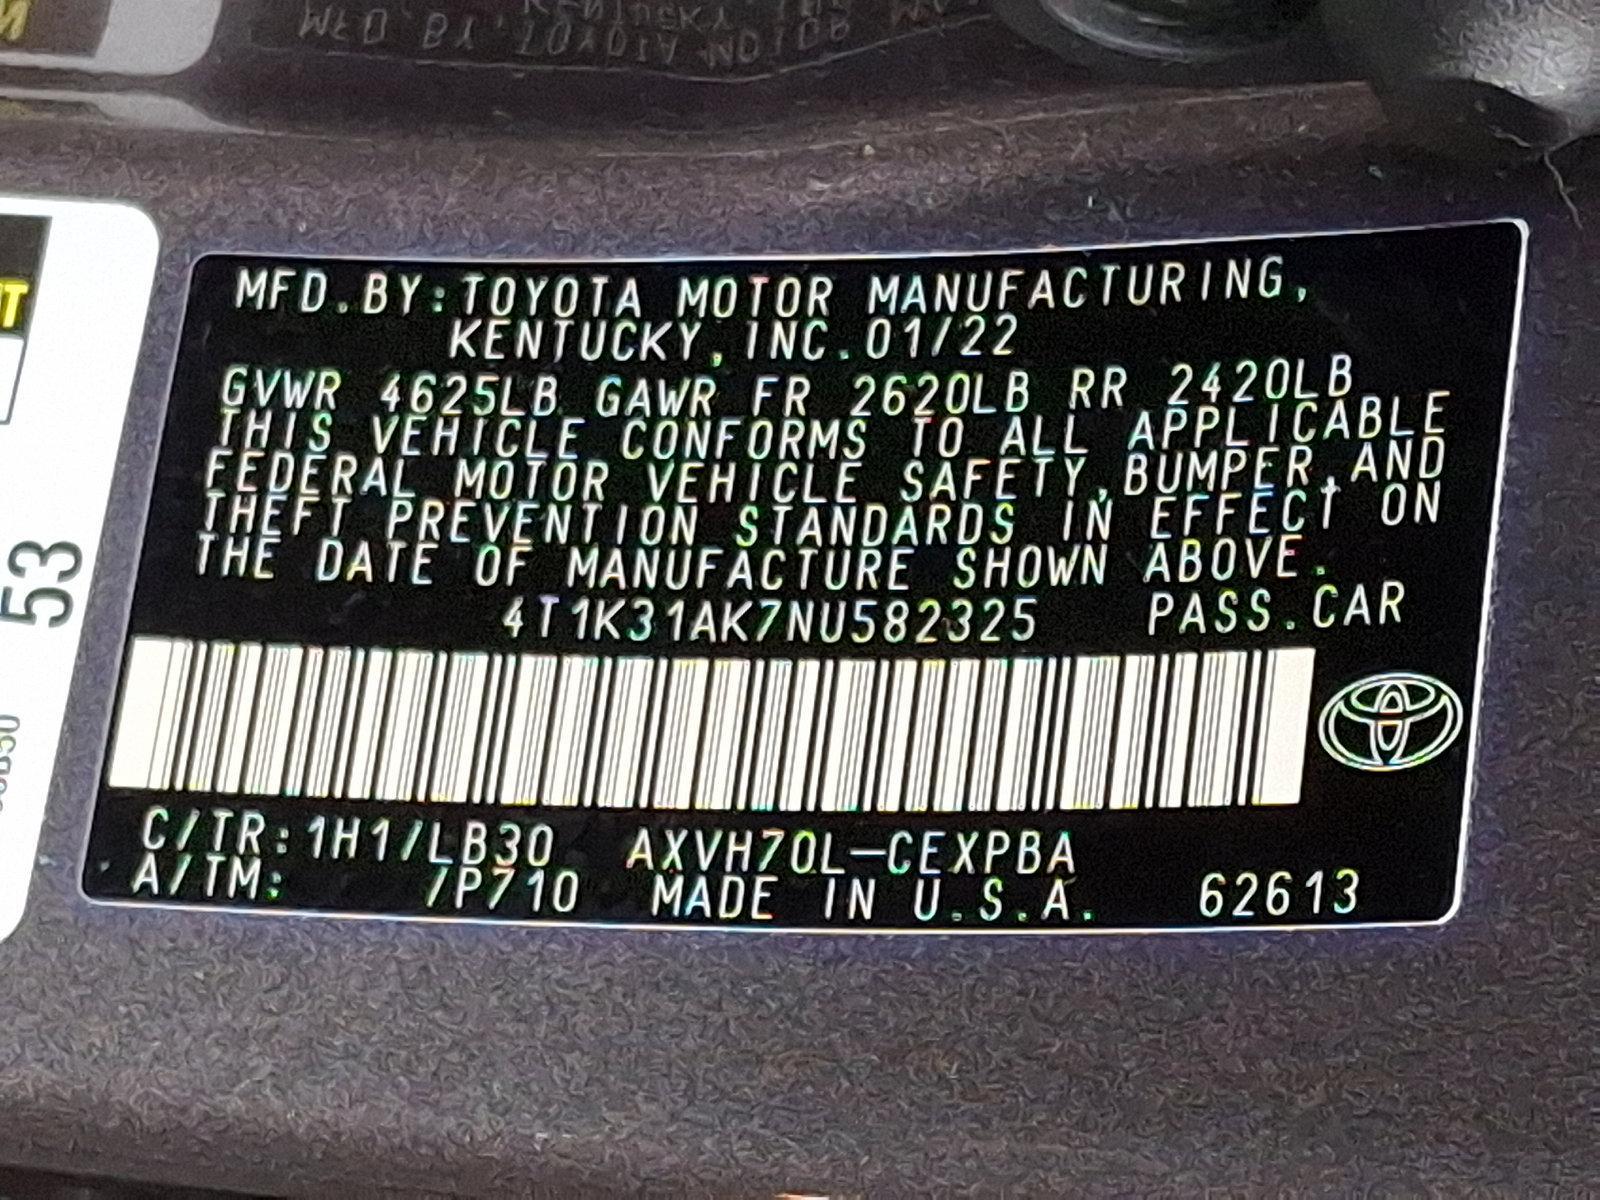 MFD.BY:TOYOTA MOTOR MANUFACTURING,
KENTUCKY,INC.01/22
GVWR 4625LB GAWR FR 2620LB RR 2420LB
THIS VEHICLE CONFORMS TO ALL APPLICABLE
FEDERAL MOTOR VEHICLE SAFETY,BUMPER,AND
THEFT PREVENTION STANDARDS IN EFFECT ON
THE DATE OF MANUFACTURE SHOWN ABOVE.
4T1K31AK7NU582325 PASS.CAR
C/TR:1H1/LB30 AXVH70L-CEXPBA
A/TM: /P710 MADE IN U.S.A. 62613
53